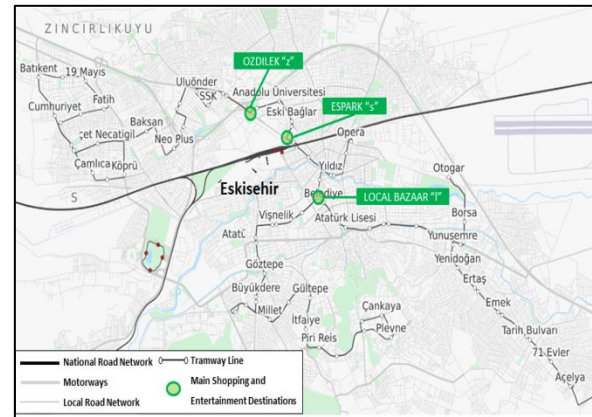 ZINCIRLIKUYU
OZDILEK "z"
Batıkent
19 Mayıs
Uluönder
SSK
Anadolu Üniversitesi
Cumhuriyet
Fatih
Eski Bağlar
ESPARK "s"
Baksan
çet Necatigil
Neo Plus
Opera
Çamlıca
Köprü
Yıldız
Otogar
S
Eskisehir
Belediye
LOCAL BAZAAR "l"
Vişnelik
Atatürk Lisesi
Borsa
Atatü
Yunusemre
Yenidoğan
Göztepe
Ertaş
Büyükdere
Gültepe
Emek
Millet
İtfaiye
Çankaya
Plevne
Tarih Bulvarı
Piri Reis
71 Evler
Açelya
National Road Network
Tramway Line
Motorways
Main Shopping and
Entertainment Destinations
Local Road Network